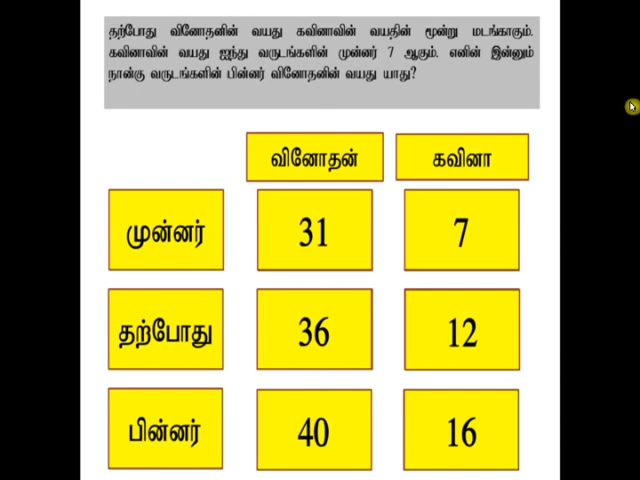 தற்போது வினோதனின் வயது கவினாவின் வயதின் மூன்று மடங்காகும்.
கவினாவின் வயது ஐந்து வருடங்களின் முன்னர் 7 ஆகும். எனின் இன்னும்
நான்கு வருடங்களின் பின்னர் வினோதனின் வயது யாது?
வினோதன் கவினா
முன்னர் 31 7
தற்போது 36 12
பின்னர் 40 16